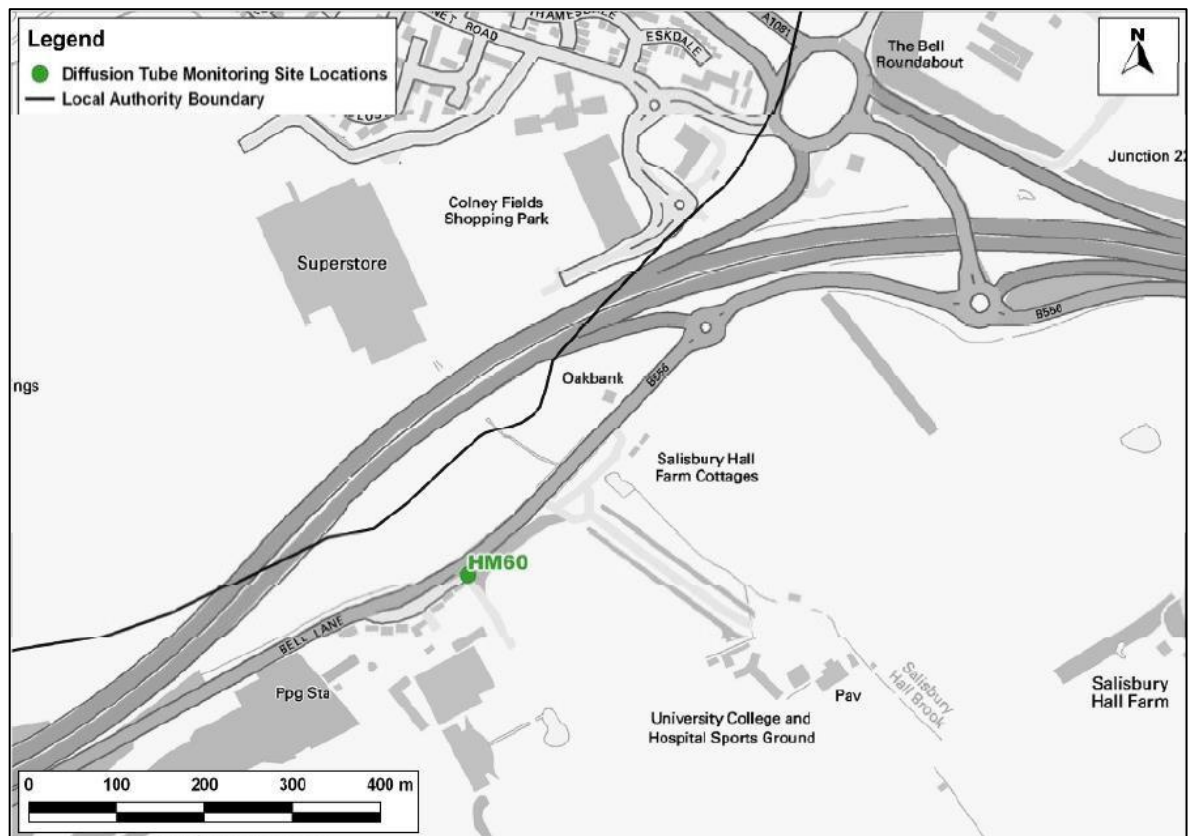 Legend
Diffusion Tube Monitoring Site Locations
Local Authority Boundary
ROAD
ESKDALE
A1081
The Bell
Roundabout
N
Junction
Colney Fields
Shopping Park
Superstore
B556
ngs
Oakbank
B556
Salisbury Hall
Farm Cottages
HM60
BELL LANE
Ppg Sta
Pav
Salisbury
Hall Brook
University College and
Hospital Sports Ground
Salisbury
Hall Farm
0 100 200 300 400 m